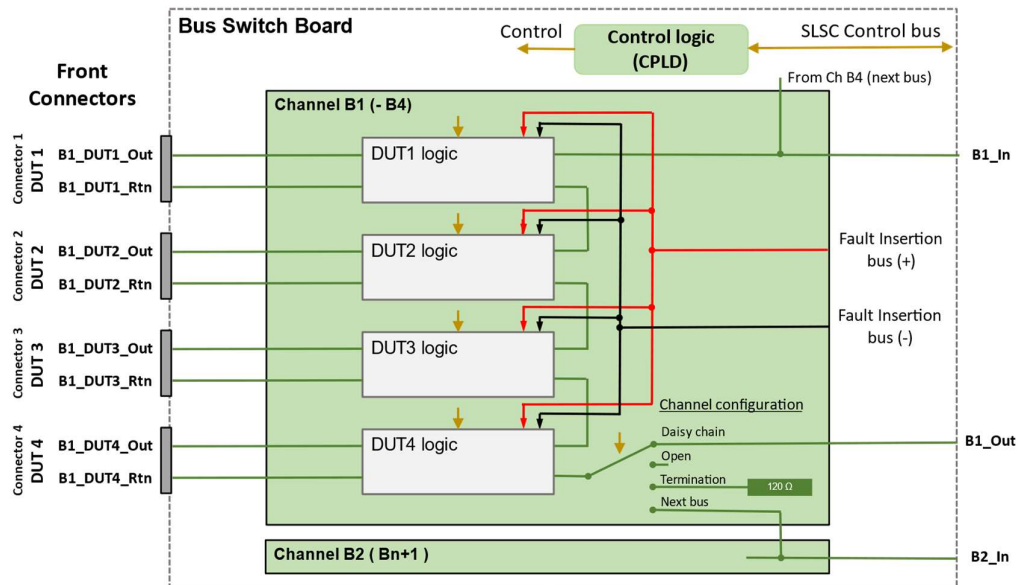 Bus Switch Board
Control
Control logic
(CPLD)
SLSC Control bus
Front
Connectors
From Ch B4 (next bus)
Channel B1 (- B4)
Connector 1
DUT 1
B1_DUT1_Out
B1_DUT1_Rtn
DUT1 logic
B1_In
Connector 2
DUT 2
B1_DUT2_Out
B1_DUT2_Rtn
DUT2 logic
Fault Insertion
bus (+)
Fault Insertion
bus (-)
Connector 3
DUT 3
B1_DUT3_Out
B1_DUT3_Rtn
DUT3 logic
Channel configuration
Connector 4
DUT 4
B1_DUT4_Out
B1_DUT4_Rtn
DUT4 logic
Daisy chain
Open
Termination
120 Ω
Next bus
B1_Out
Channel B2 ( Bn+1 )
B2_In